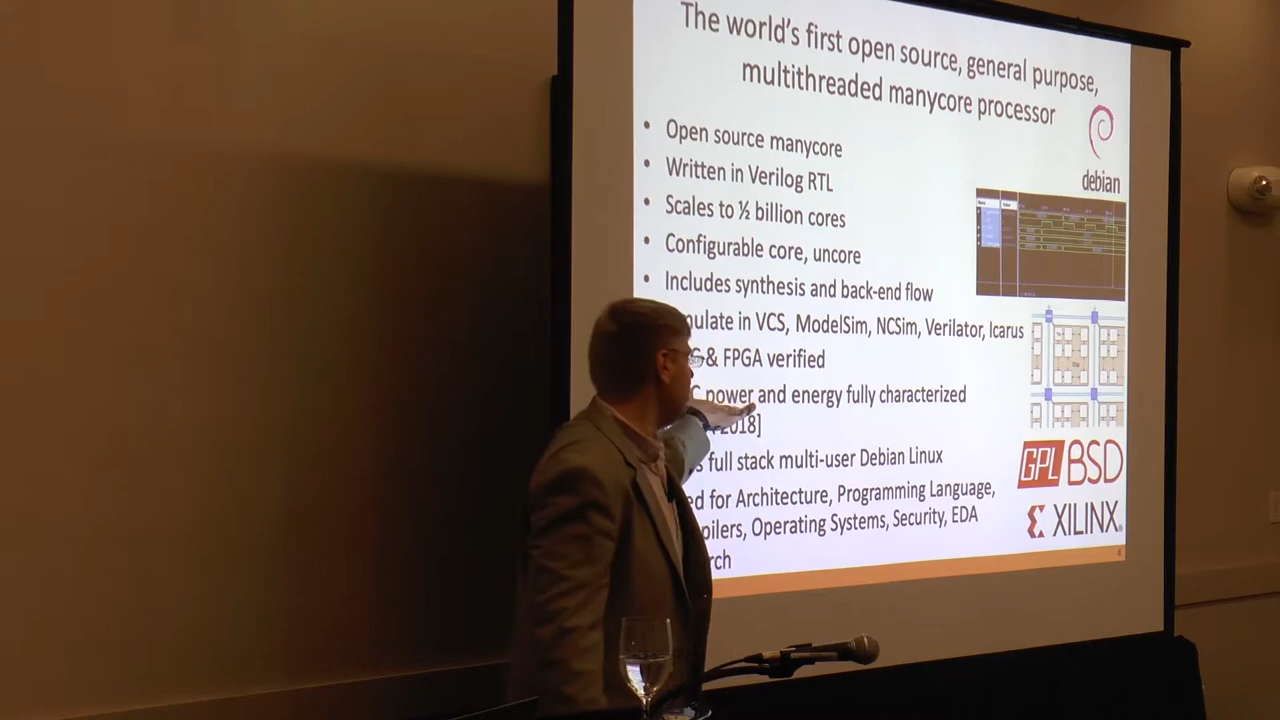 The world's first open source, general purpose,
multithreaded manycore processor
• Open source manycore
• Written in Verilog RTL
• Scales to ½ billion cores
• Configurable core, uncore
• Includes synthesis and back-end flow
mulate in VCS, ModelSim, NCSim, Verilator, Icarus
& FPGA verified
C power and energy fully characterized
2018]
s full stack multi-user Debian Linux
ed for Architecture, Programming Language,
pilers, Operating Systems, Security, EDA
rch
debian
GPL BSD
XILINX
4